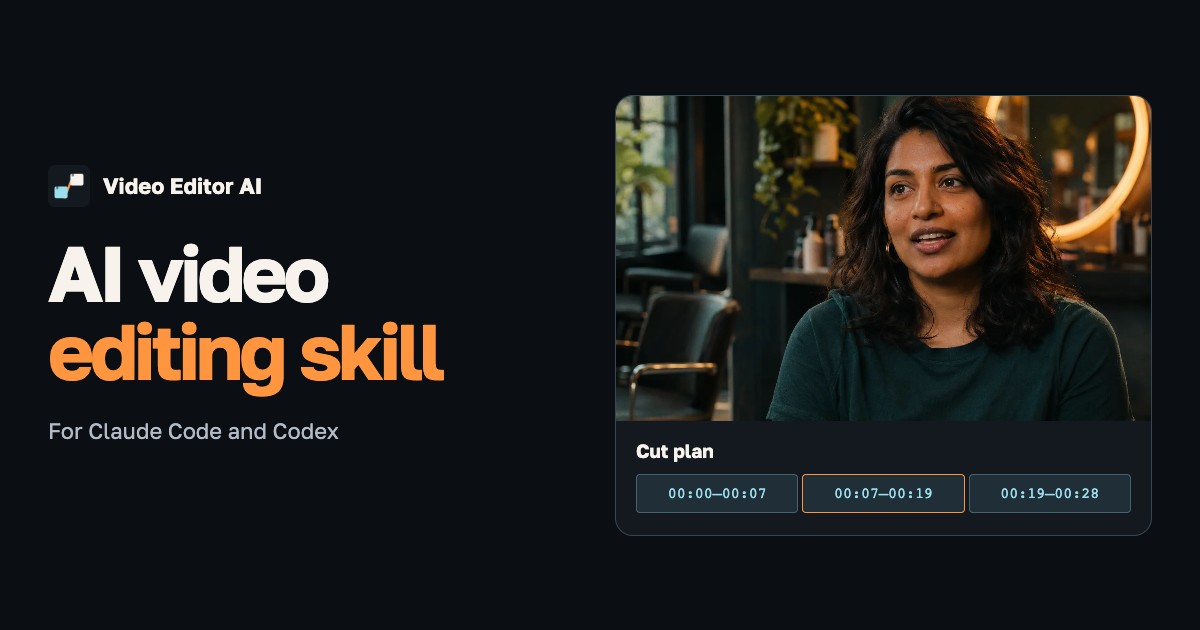 Video Editor AI
AI video
editing skill
For Claude Code and Codex
Cut plan
00:00—00:07
00:07—00:19
00:19—00:28